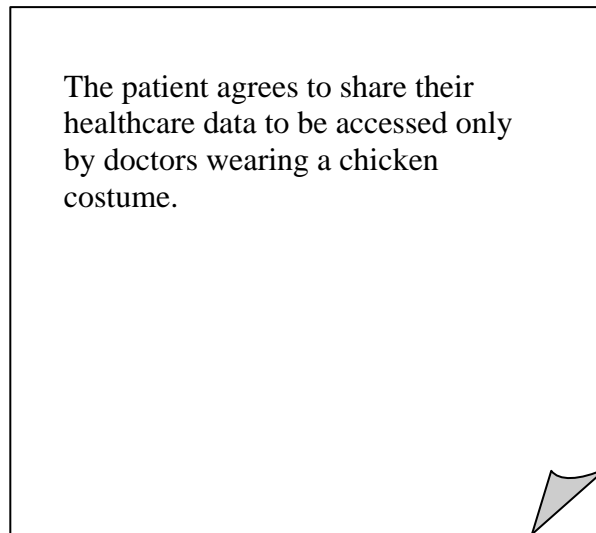 The patient agrees to share their
healthcare data to be accessed only
by doctors wearing a chicken
costume.